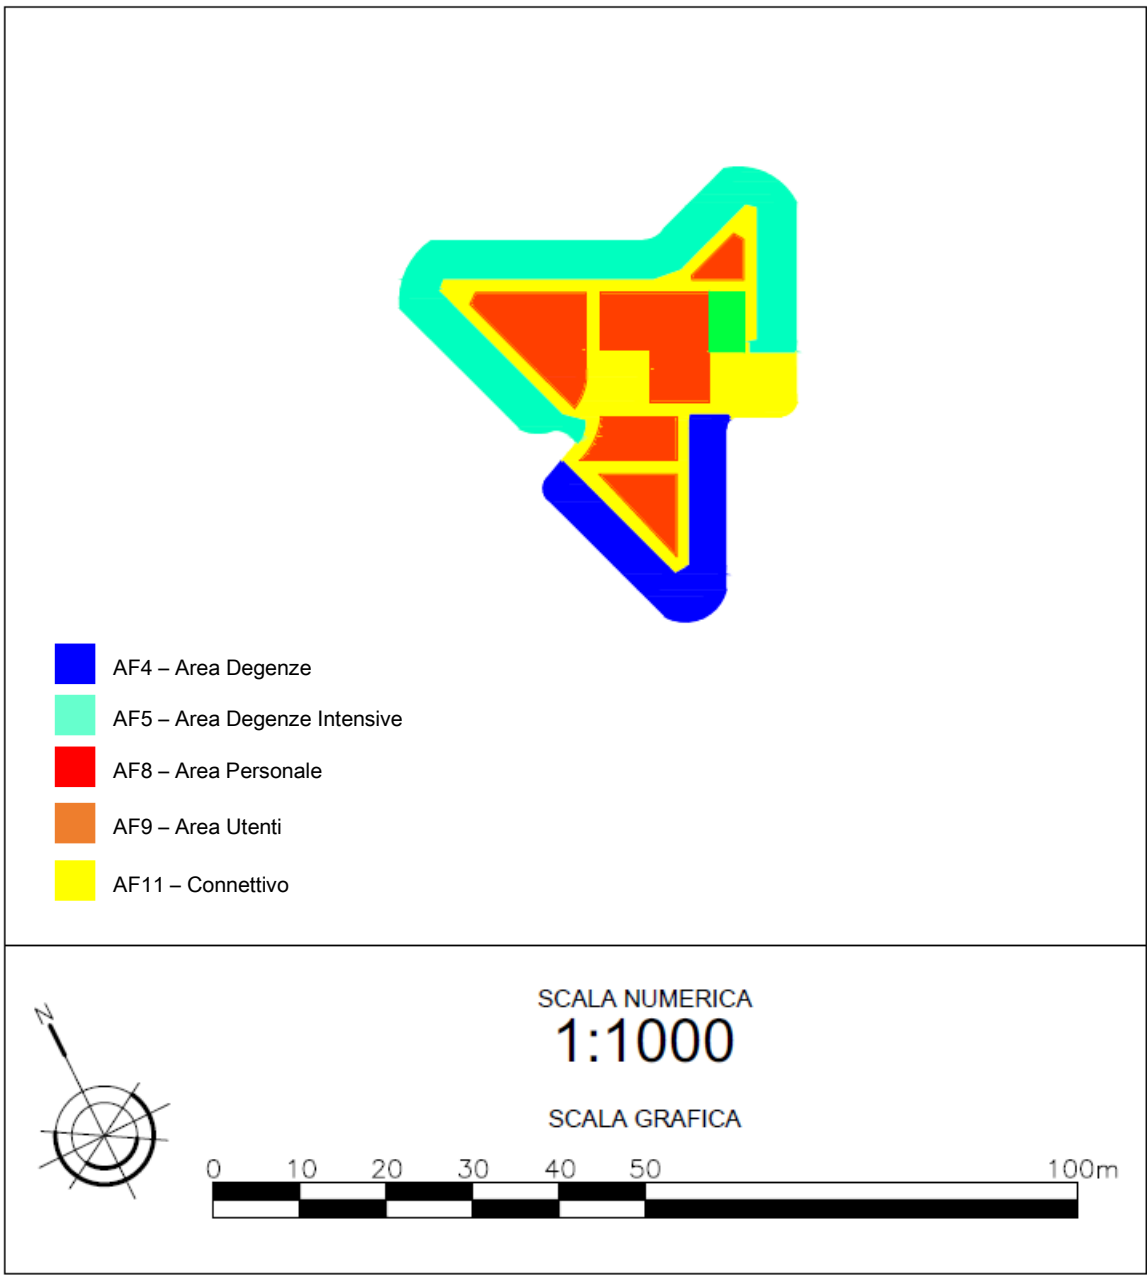 AF4 – Area Degenze
AF5 – Area Degenze Intensive
AF8 – Area Personale
AF9 – Area Utenti
AF11 – Connettivo
N
SCALA NUMERICA
1:1000
SCALA GRAFICA
0 10 20 30 40 50 100m